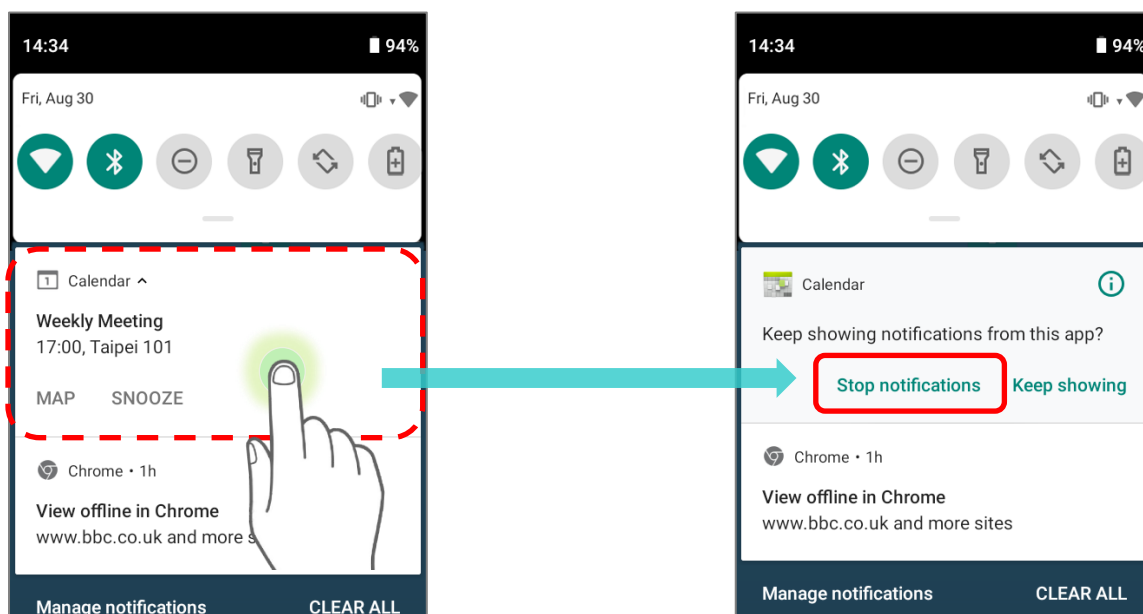 14:34
94%
Fri, Aug 30
1 Calendar
Weekly Meeting
17:00, Taipei 101
MAP SNOOZE
Chrome • 1h
View offline in Chrome
www.bbc.co.uk and more
Manage notifications CLEAR ALL
14:34
94%
Fri, Aug 30
Calendar
Keep showing notifications from this app?
Stop notifications Keep showing
Chrome • 1h
View offline in Chrome
www.bbc.co.uk and more sites
Manage notifications CLEAR ALL